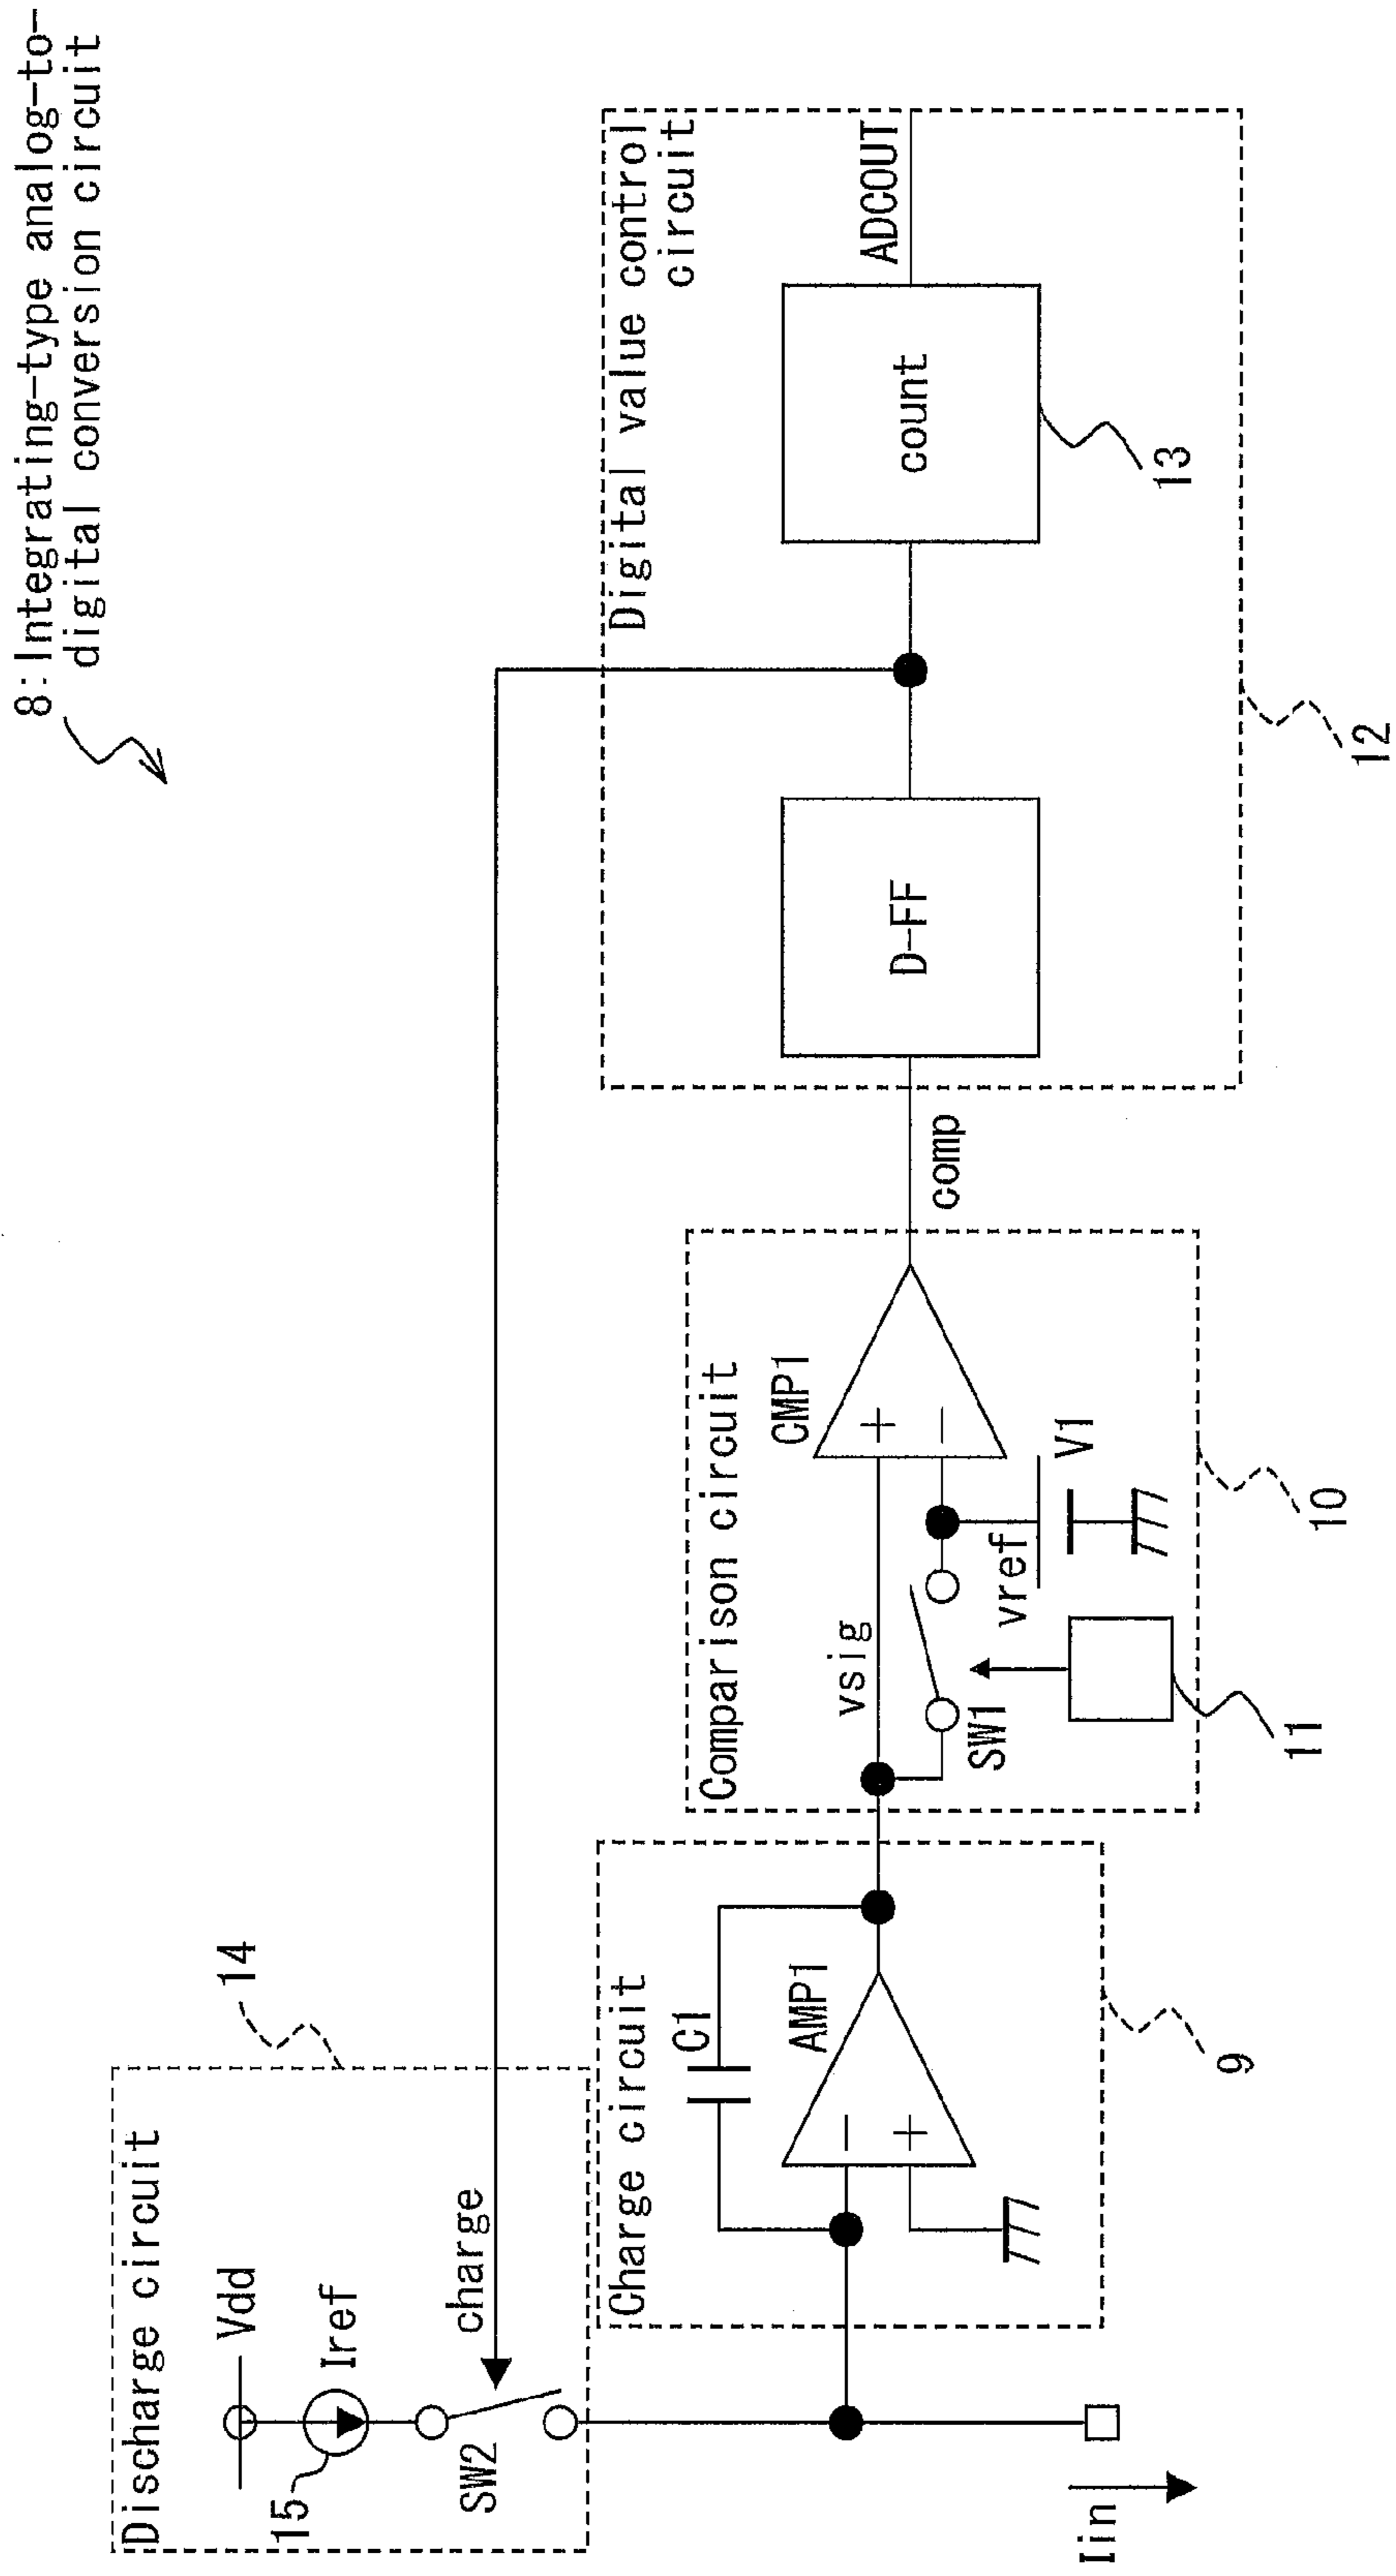 8:Integrating-type analog-to-
digital conversion circuit
Discharge circuit
14
Vdd
15
Iref
SW2
charge
Charge circuit
C1
AMP1
−
+
9
Iin
Comparison circuit
vsig
CMP1
+
−
SW1
vref
V1
11
10
comp
Digital value control
circuit
D-FF
count
ADCOUT
13
12